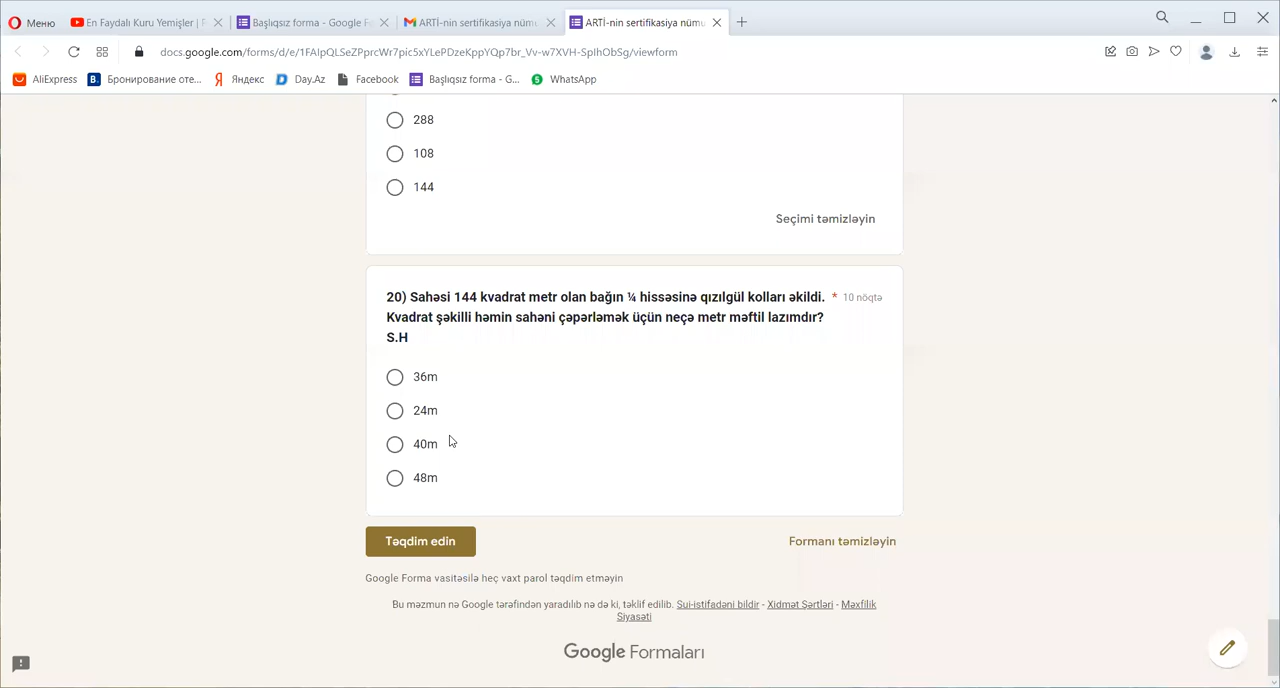 Меню
En Faydalı Kuru Yemişler | F
Başlıqsız forma - Google Fo
ARTİ-nin sertifikasiya nümu
ARTİ-nin sertifikasiya nümu
docs.google.com/forms/d/e/1FAIpQLSeZPprcWr7pic5xYLePDzeKppYQp7br_Vv-w7XVH-SpIhObSg/viewform
AliExpress
B.
Бронирование оте...
Яндекс
Day.Az
Facebook
Başlıqsız forma - G...
WhatsApp
288
108
144
Seçimi təmizləyin
20) Sahəsi 144 kvadrat metr olan bağın ¼ hissəsinə qızılgül kolları əkildi. * 10 nöqtə
Kvadrat şəkilli həmin sahəni çəpərləmək üçün neçə metr məftil lazımdır?
S.H
36m
24m
40m
48m
Təqdim edin
Formanı təmizləyin
Google Forma vasitəsilə heç vaxt parol təqdim etməyin
Bu məzmun nə Google tərəfindən yaradılıb nə də ki, təklif edilib. Sui-istifadəni bildir - Xidmət Şərtləri - Məxfilik
Siyasəti
Google Formaları